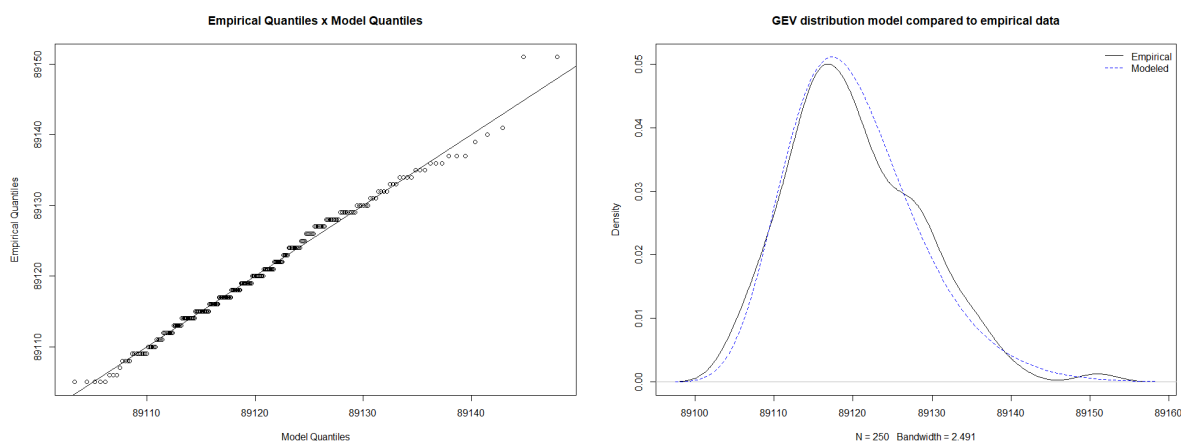 Empirical Quantiles x Model Quantiles
89150
89140
89130
89120
89110
Empirical Quantiles
89110 89120 89130 89140
Model Quantiles
GEV distribution model compared to empirical data
Empirical
Modeled
0.05
0.04
0.03
0.02
0.01
0.00
Density
89100 89110 89120 89130 89140 89150 89160
N = 250 Bandwidth = 2.491